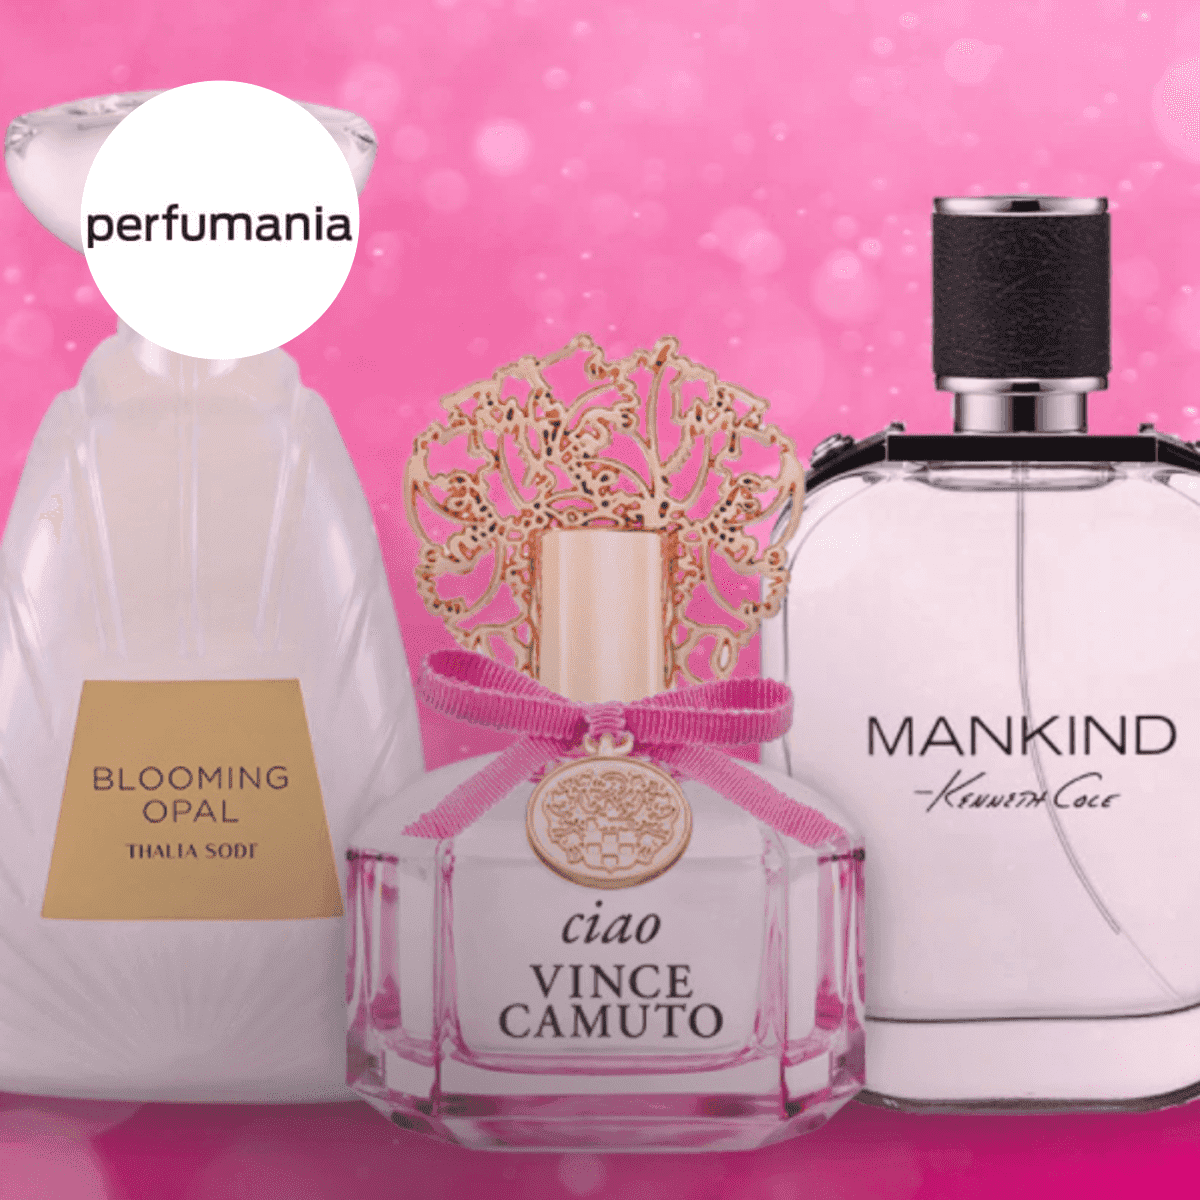 perfumania
BLOOMING
OPAL
THALIA SODI
MANKIND
Kenneth Cole
ciao
VINCE
CAMUTO